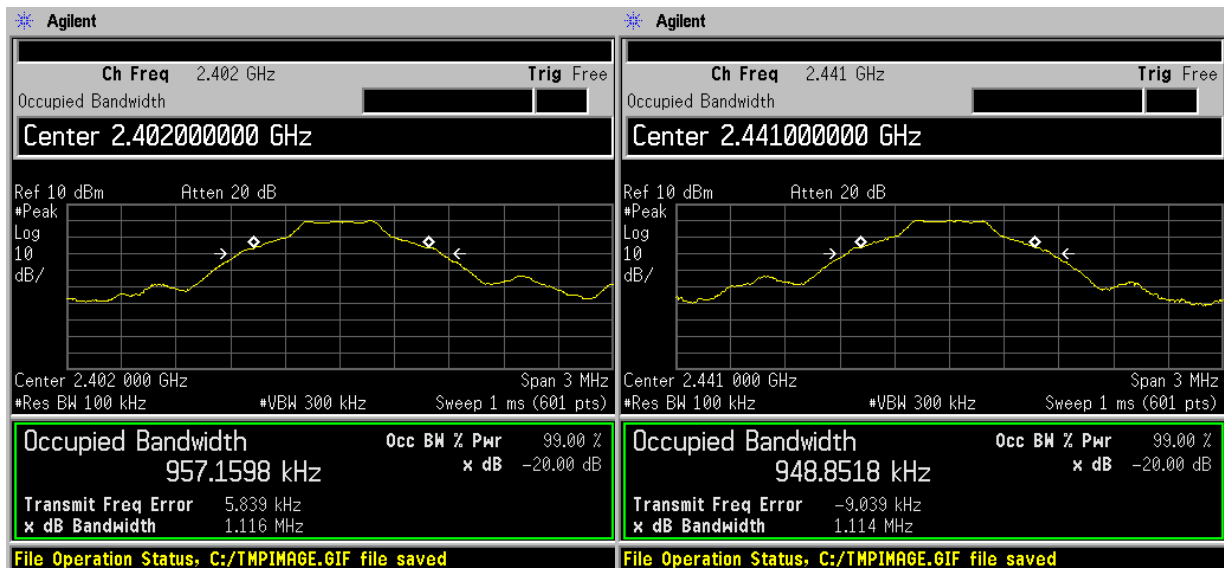 Agilent
Ch Freq 2.402 GHz Trig Free
Occupied Bandwidth
Center 2.402000000 GHz
Ref 10 dBm Atten 20 dB
#Peak
Log
10
dB/
Center 2.402 000 GHz Span 3 MHz
#Res BW 100 kHz #VBW 300 kHz Sweep 1 ms (601 pts)
Occupied Bandwidth Occ BW % Pwr 99.00 %
957.1598 kHz x dB -20.00 dB
Transmit Freq Error 5.839 kHz
x dB Bandwidth 1.116 MHz
File Operation Status, C:/TMPIMAGE.GIF file saved
Agilent
Ch Freq 2.441 GHz Trig Free
Occupied Bandwidth
Center 2.441000000 GHz
Ref 10 dBm Atten 20 dB
#Peak
Log
10
dB/
Center 2.441 000 GHz Span 3 MHz
#Res BW 100 kHz #VBW 300 kHz Sweep 1 ms (601 pts)
Occupied Bandwidth Occ BW % Pwr 99.00 %
948.8518 kHz x dB -20.00 dB
Transmit Freq Error -9.039 kHz
x dB Bandwidth 1.114 MHz
File Operation Status, C:/TMPIMAGE.GIF file saved